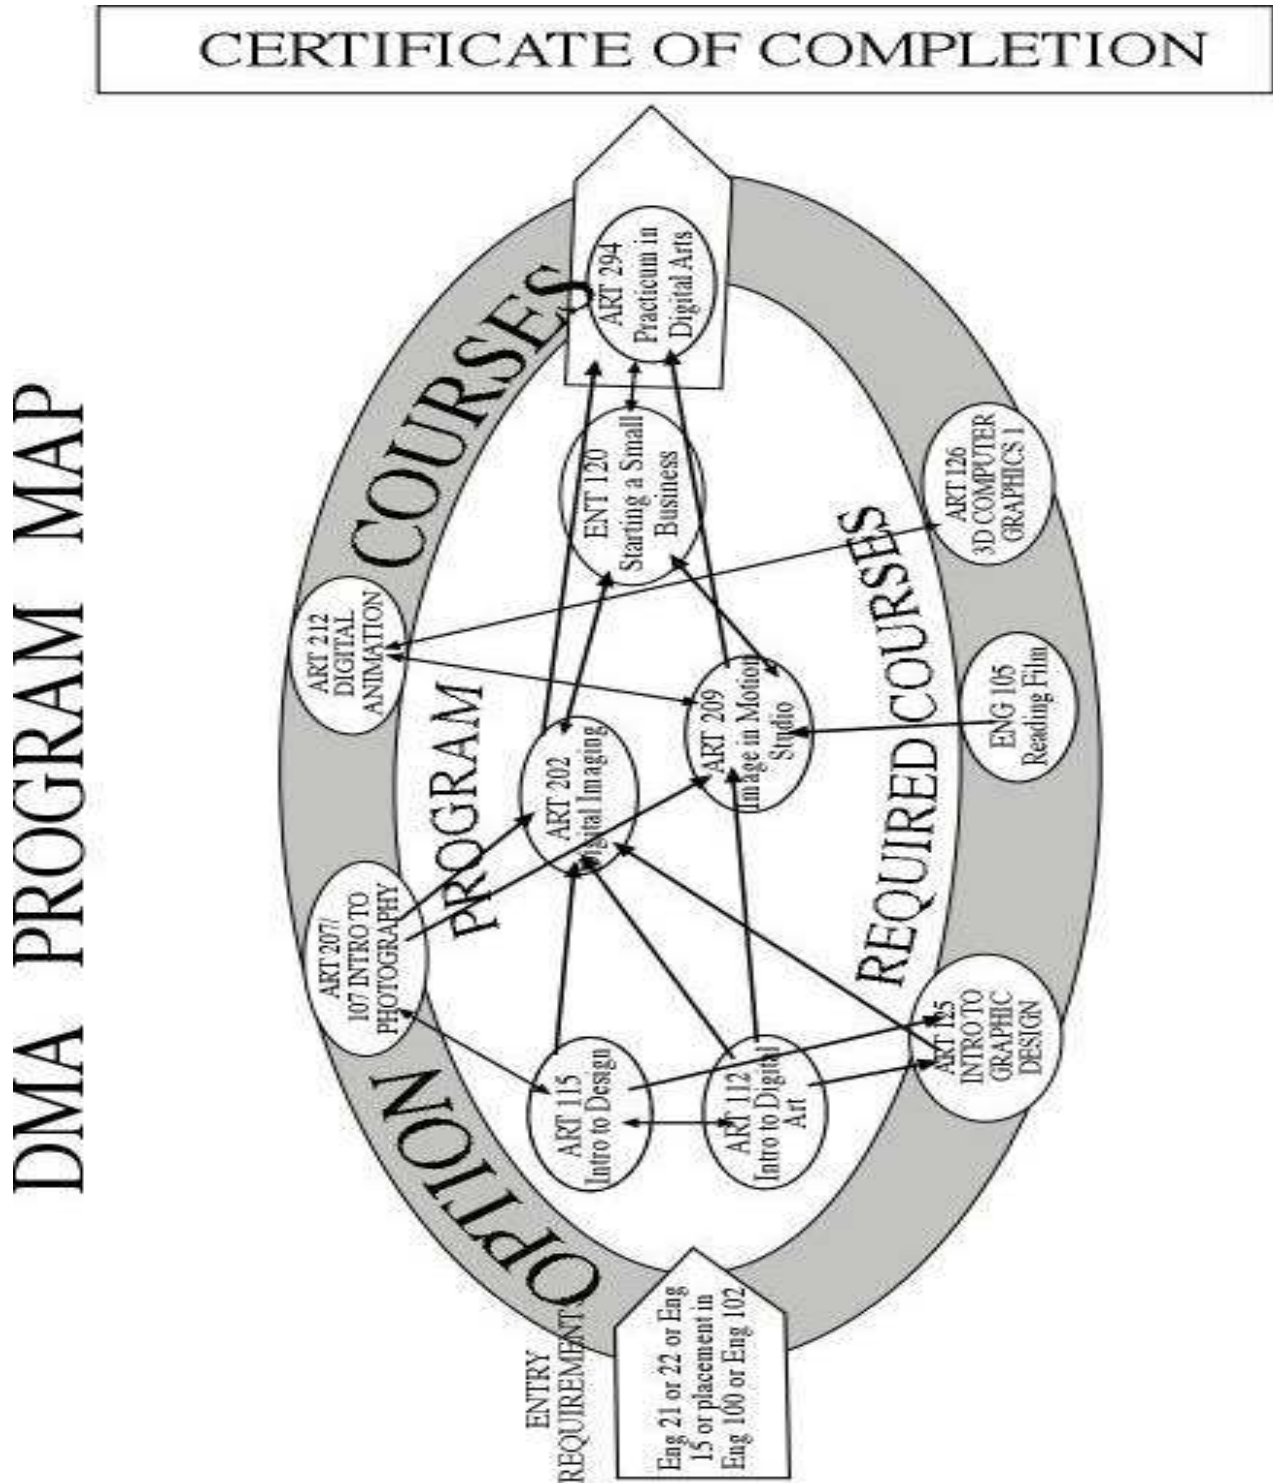 DMA PROGRAM MAP
CERTIFICATE OF COMPLETION
OPTION COURSES
PROGRAM
REQUIRED COURSES
ENTRY
REQUIREMENTS
Eng 21 or 22 or Eng
15 or placement in
Eng 100 or Eng 102
ART 207/
107 INTRO TO
PHOTOGRAPHY
ART 212
DIGITAL
ANIMATION
ART 115
Intro to Design
ART 112
Intro to Digital
Art
ART 202
Digital Imaging
ART 209
Image in Motion
Studio
ENT 120
Starting a Small
Business
ART 294
Practicum in
Digital Arts
ART 125
INTRO TO
GRAPHIC
DESIGN
ENG 105
Reading Film
ART 126
3D COMPUTER
GRAPHICS 1